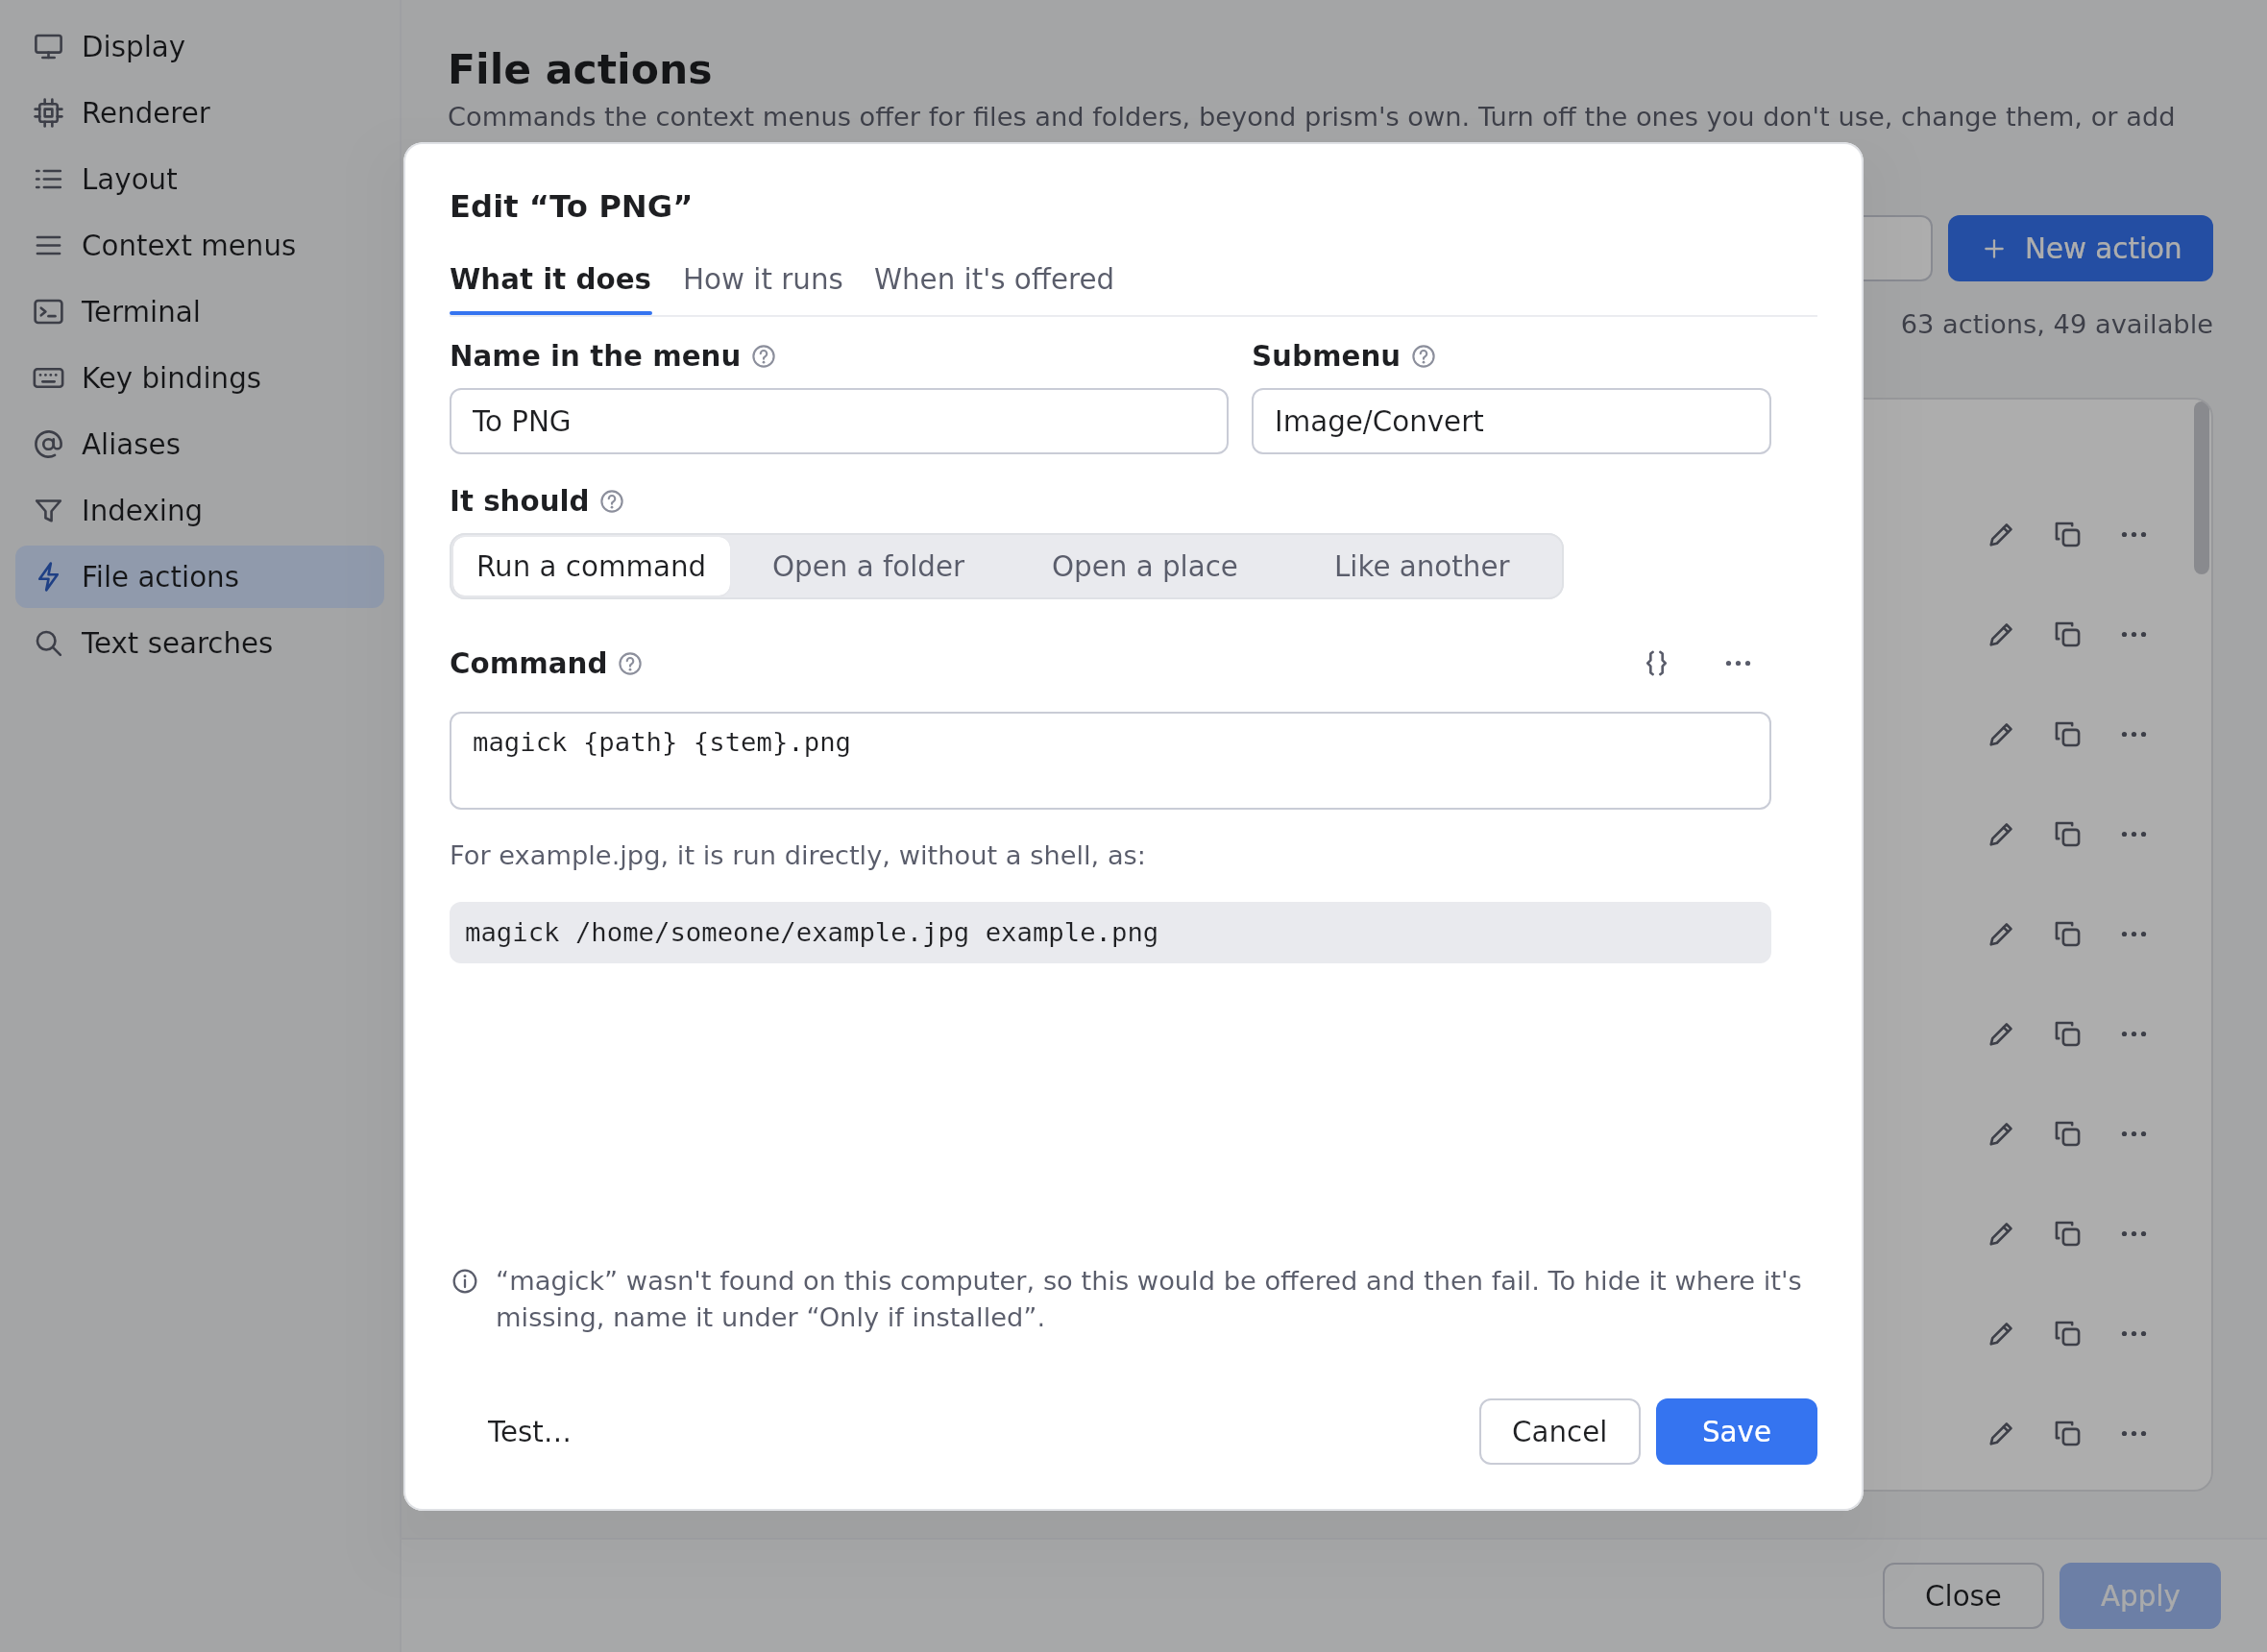 Display
Renderer
Layout
Context menus
Terminal
Key bindings
Aliases
Indexing
File actions
Text searches
File actions
Commands the context menus offer for files and folders, beyond prism's own. Turn off the ones you don't use, change them, or add
New action
63 actions, 49 available
Edit “To PNG”
What it does How it runs When it's offered
Name in the menu Submenu
To PNG Image/Convert
It should
Run a command Open a folder Open a place Like another
Command
magick {path} {stem}.png
For example.jpg, it is run directly, without a shell, as:
magick /home/someone/example.jpg example.png
“magick” wasn't found on this computer, so this would be offered and then fail. To hide it where it's
missing, name it under “Only if installed”.
Test... Cancel Save
Close Apply